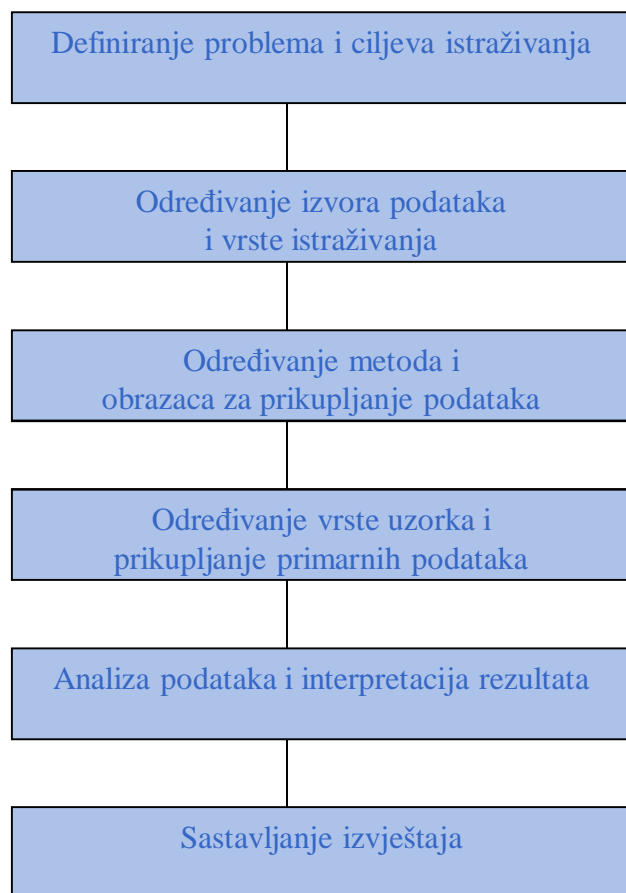 Definiranje problema i ciljeva istraživanja
Određivanje izvora podataka
i vrste istraživanja
Određivanje metoda i
obrazaca za prikupljanje podataka
Određivanje vrste uzorka i
prikupljanje primarnih podataka
Analiza podataka i interpretacija rezultata
Sastavljanje izvještaja